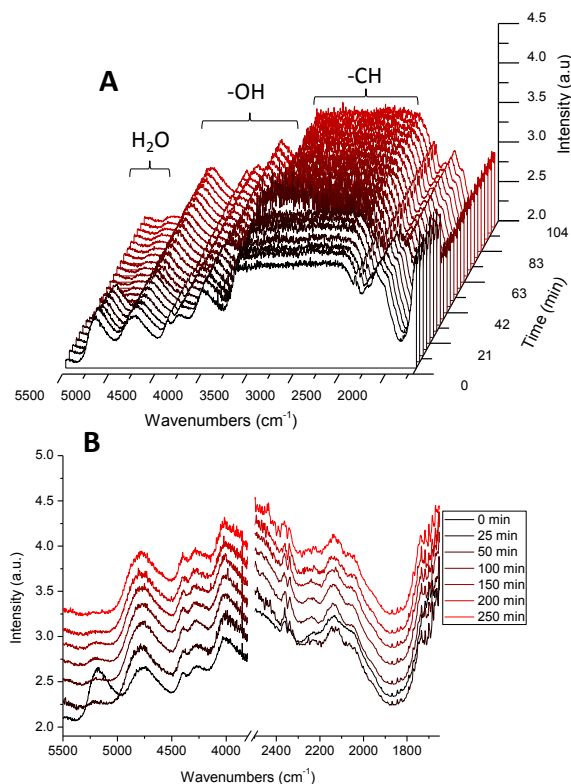 A
H₂O
-OH
-CH
4.5
4.0
3.5
3.0
2.5
2.0
Intensity (a.u)
104
83
63
42
21
0
Time (min)
5500 5000 4500 4000 3500 3000 2500 2000
Wavenumbers (cm⁻¹)
B
5.0
4.5
4.0
3.5
3.0
2.5
2.0
Intensity (a.u.)
0 min
25 min
50 min
100 min
150 min
200 min
250 min
5500 5000 4500 4000 2400 2200 2000 1800
Wavenumbers (cm⁻¹)